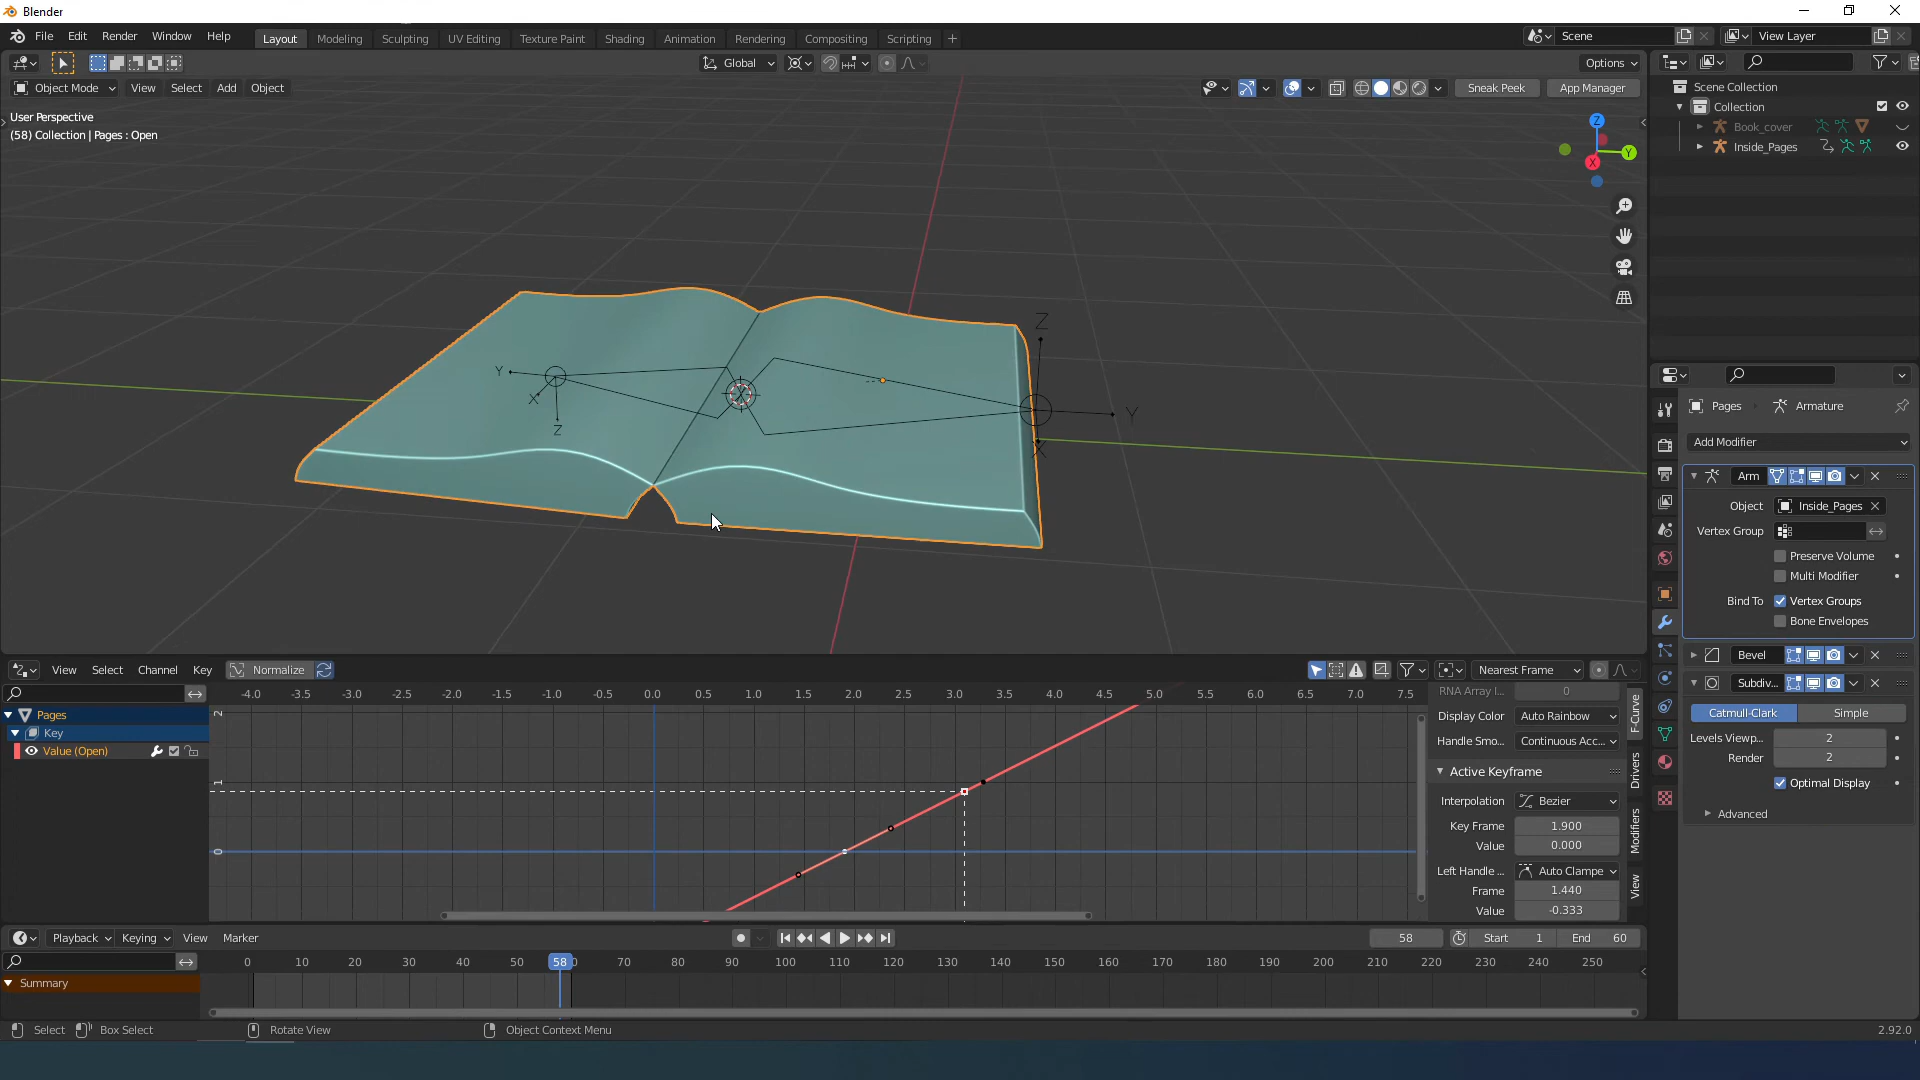 Blender
File Edit Render Window Help
Layout Modeling Sculpting UV Editing Texture Paint Shading Animation Rendering Compositing Scripting +
Scene
View Layer
Global
Options
Object Mode View Select Add Object
Sneak Peek App Manager
User Perspective
(58) Collection | Pages : Open
Z
Y
X
Y
X
Z
Z
Y
X
Scene Collection
Collection
Book_cover
Inside_Pages
Pages Armature
Add Modifier
Arm
Object Inside_Pages
Vertex Group
Preserve Volume
Multi Modifier
Bind To Vertex Groups
Bone Envelopes
Bevel
Subdiv...
Catmull-Clark Simple
Levels Viewp... 2
Render 2
Optimal Display
Advanced
View Select Channel Key Normalize
Nearest Frame
-4.0 -3.5 -3.0 -2.5 -2.0 -1.5 -1.0 -0.5 0.0 0.5 1.0 1.5 2.0 2.5 3.0 3.5 4.0 4.5 5.0 5.5 6.0 6.5 7.0 7.5
Pages
Key
Value (Open)
2
1
0
RNA Array I... 0
Display Color Auto Rainbow
Handle Smo... Continuous Acc...
Active Keyframe
Interpolation Bezier
Key Frame 1.900
Value 0.000
Left Handle ... Auto Clampe
Frame 1.440
Value -0.333
F-Curve
Drivers
Modifiers
View
Playback Keying View Marker
58 Start 1 End 60
0 10 20 30 40 50 58 70 80 90 100 110 120 130 140 150 160 170 180 190 200 210 220 230 240 250
Summary
Select Box Select Rotate View Object Context Menu
2.92.0